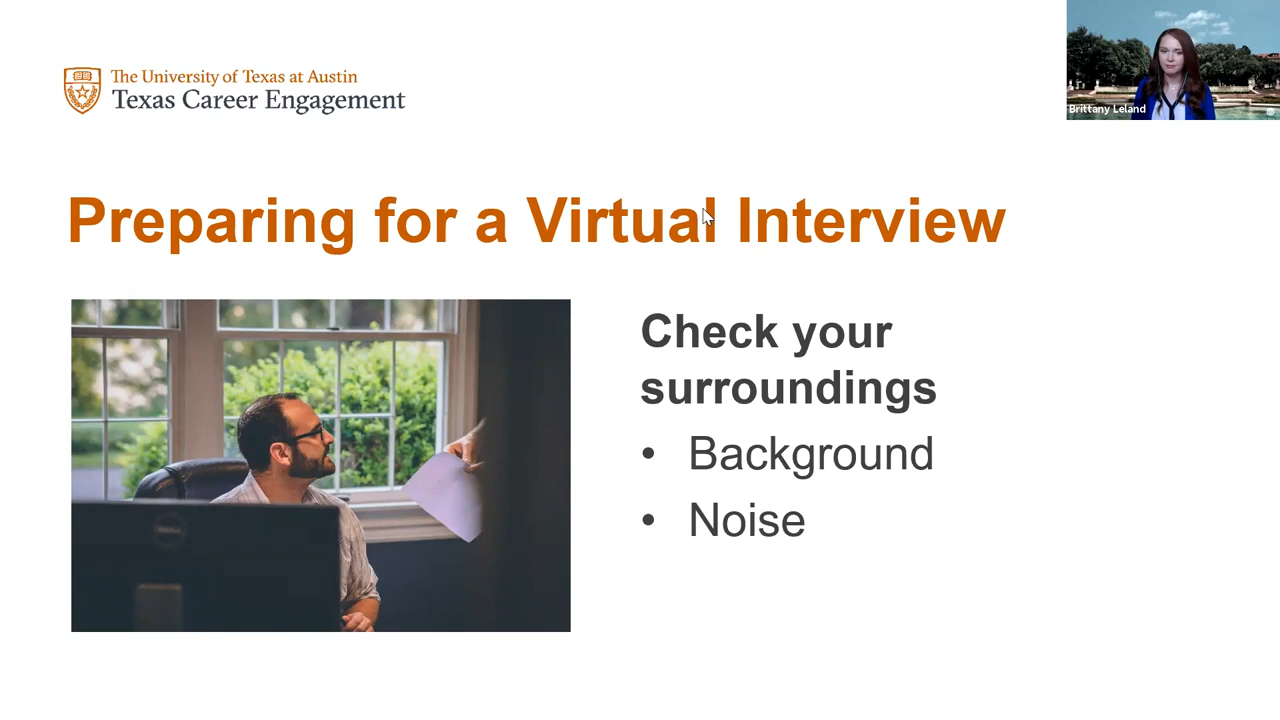 The University of Texas at Austin
Texas Career Engagement
Brittany Leland
Preparing for a Virtual Interview
Check your
surroundings
• Background
• Noise